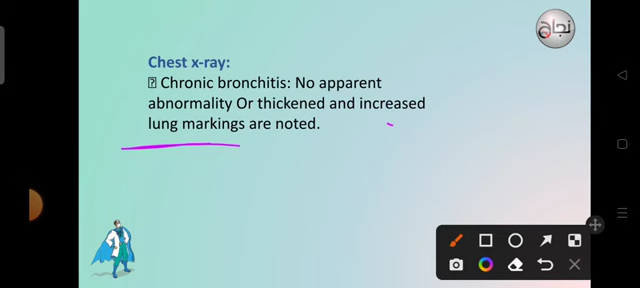 نجاح
Chest x-ray:
⍰ Chronic bronchitis: No apparent
abnormality Or thickened and increased
lung markings are noted.